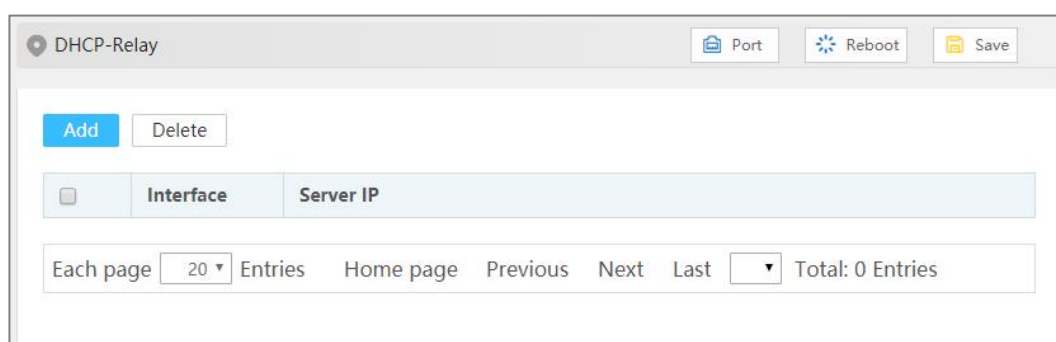 DHCP-Relay Port Reboot Save
Add Delete
Interface Server IP
Each page 20 Entries Home page Previous Next Last Total: 0 Entries